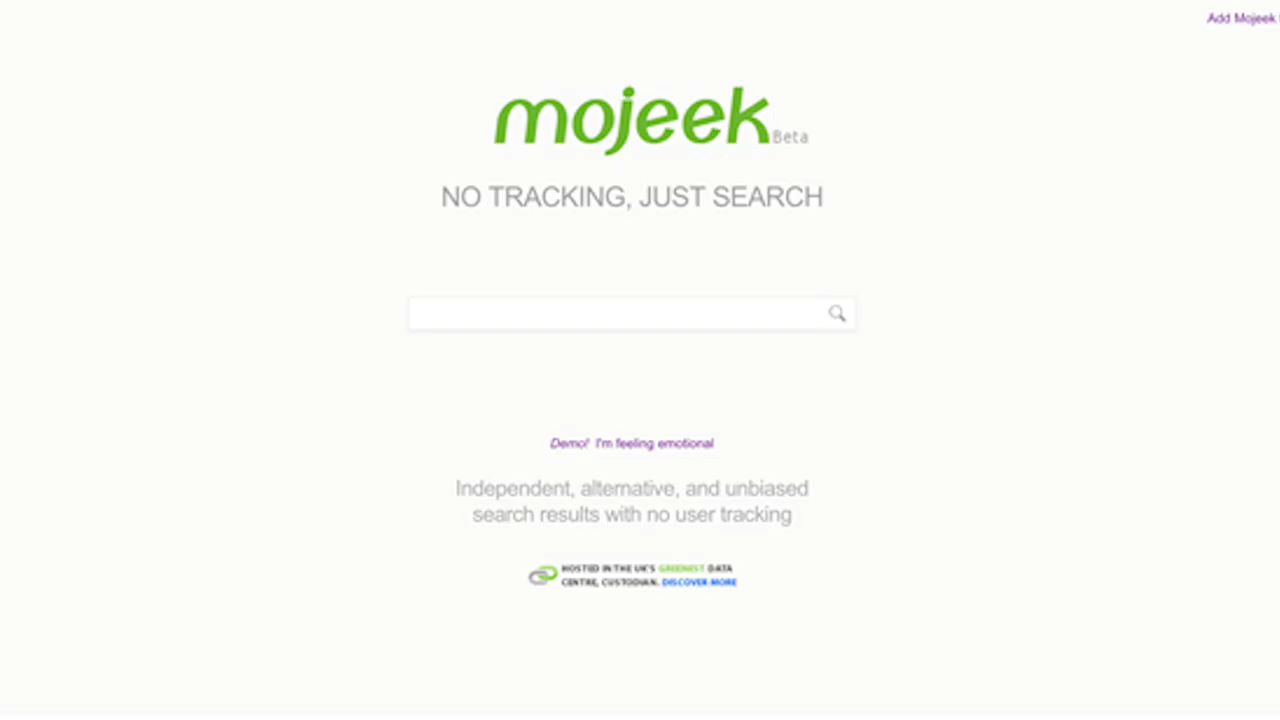 Add Mojeek
mojeek Beta
NO TRACKING, JUST SEARCH
Demo! I'm feeling emotional
Independent, alternative, and unbiased
search results with no user tracking
HOSTED IN THE UK'S GREENEST DATA
CENTRE, CUSTODIAN. DISCOVER MORE